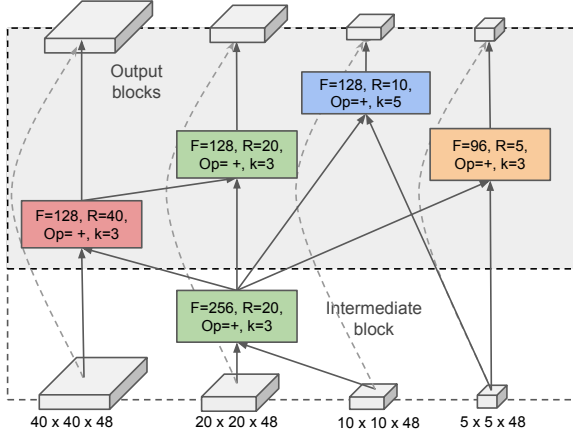 Output
blocks
F=128, R=10,
Op=+, k=5
F=128, R=20,
Op= +, k=3
F=96, R=5,
Op=+, k=3
F=128, R=40,
Op= +, k=3
F=256, R=20,
Op=+, k=3
Intermediate
block
40 x 40 x 48
20 x 20 x 48
10 x 10 x 48
5 x 5 x 48